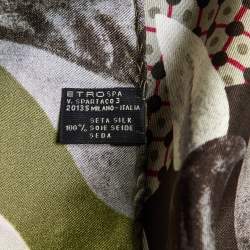 ETRO SPA
V. SPARTACO 3
20135 MILANO - ITALIA
SETA SILK
100% SOIE SEIDE
SEDA